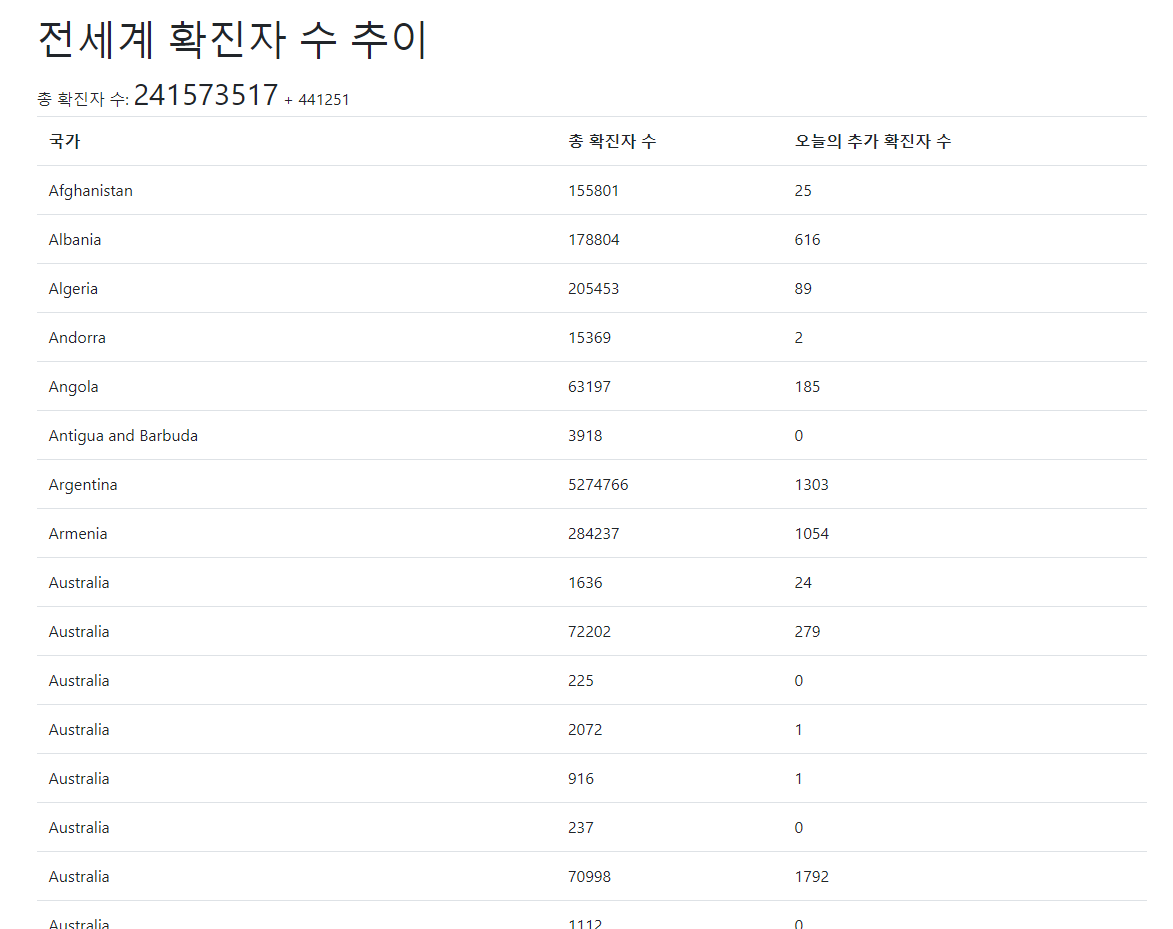 전세계 확진자 수 추이
총 확진자 수: 241573517 + 441251
국가 총 확진자 수 오늘의 추가 확진자 수
Afghanistan 155801 25
Albania 178804 616
Algeria 205453 89
Andorra 15369 2
Angola 63197 185
Antigua and Barbuda 3918 0
Argentina 5274766 1303
Armenia 284237 1054
Australia 1636 24
Australia 72202 279
Australia 225 0
Australia 2072 1
Australia 916 1
Australia 237 0
Australia 70998 1792
Australia 1112 0